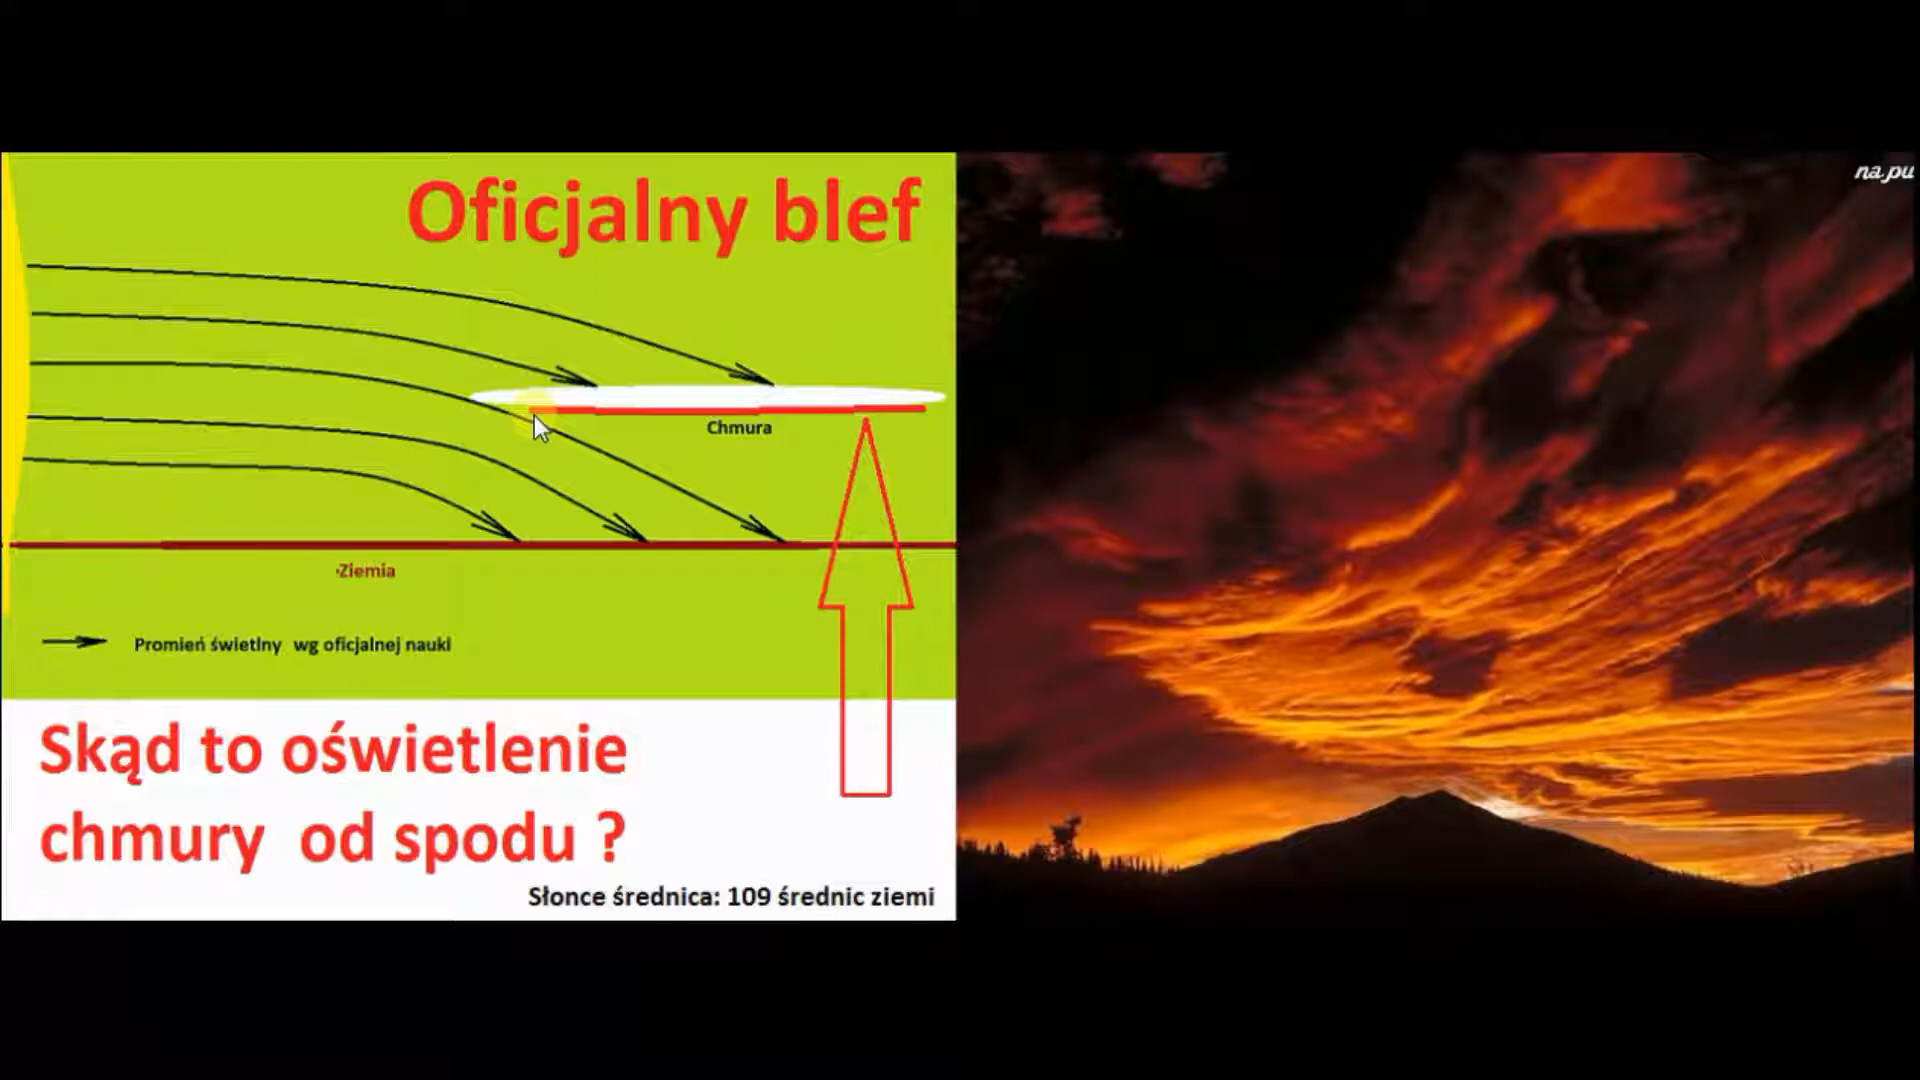 Oficjalny blef
Chmura
Ziemia
Promień świetlny wg oficjalnej nauki
Skąd to oświetlenie
chmury od spodu ?
Słonce średnica: 109 średnic ziemi
na pu